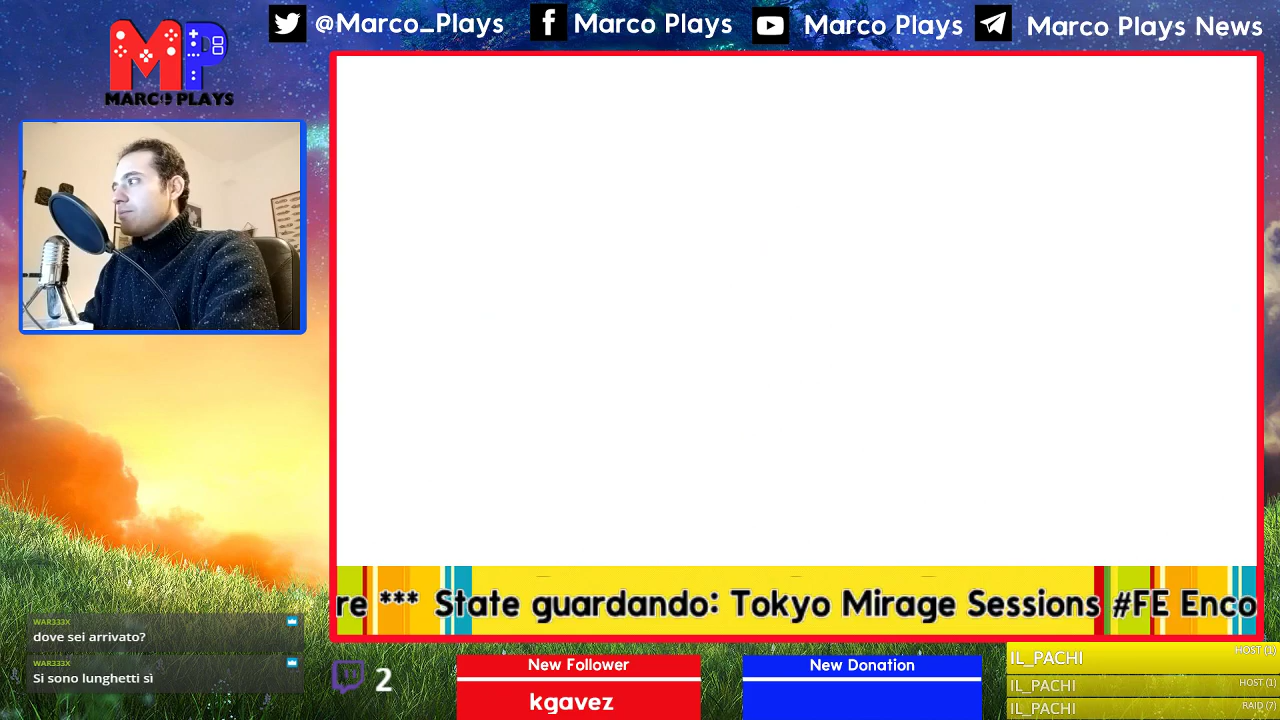 @Marco_Plays
Marco Plays
Marco Plays
Marco Plays News
MP
MARCO PLAYS
re *** State guardando: Tokyo Mirage Sessions #FE Enco
WAR333X
dove sei arrivato?
WAR333X
Si sono lunghetti sì
2
New Follower
kgavez
New Donation
IL_PACHI HOST (1)
IL_PACHI HOST (1)
IL_PACHI RAID (7)